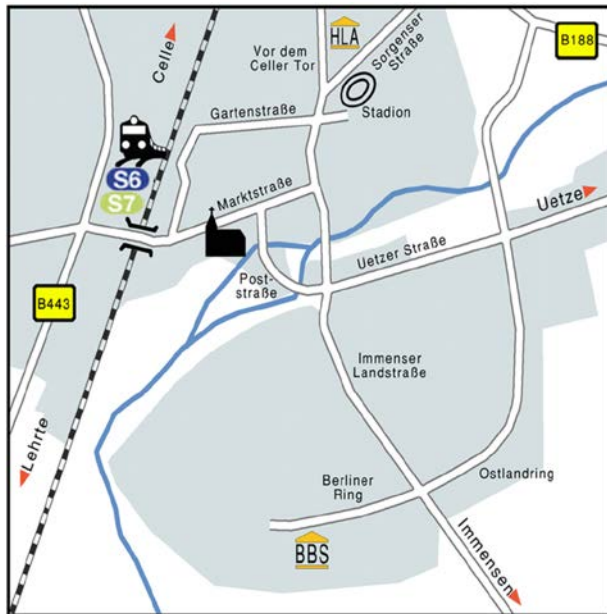 HLA
B188
Celle
Vor dem
Celler Tor
Sorgenser
Straße
Gartenstraße
Stadion
S6
S7
Marktstraße
Uetze
Uetzer Straße
Post-
straße
B443
Immenser
Landstraße
Lehrte
Berliner
Ring
Ostlandring
BBS
Immensen